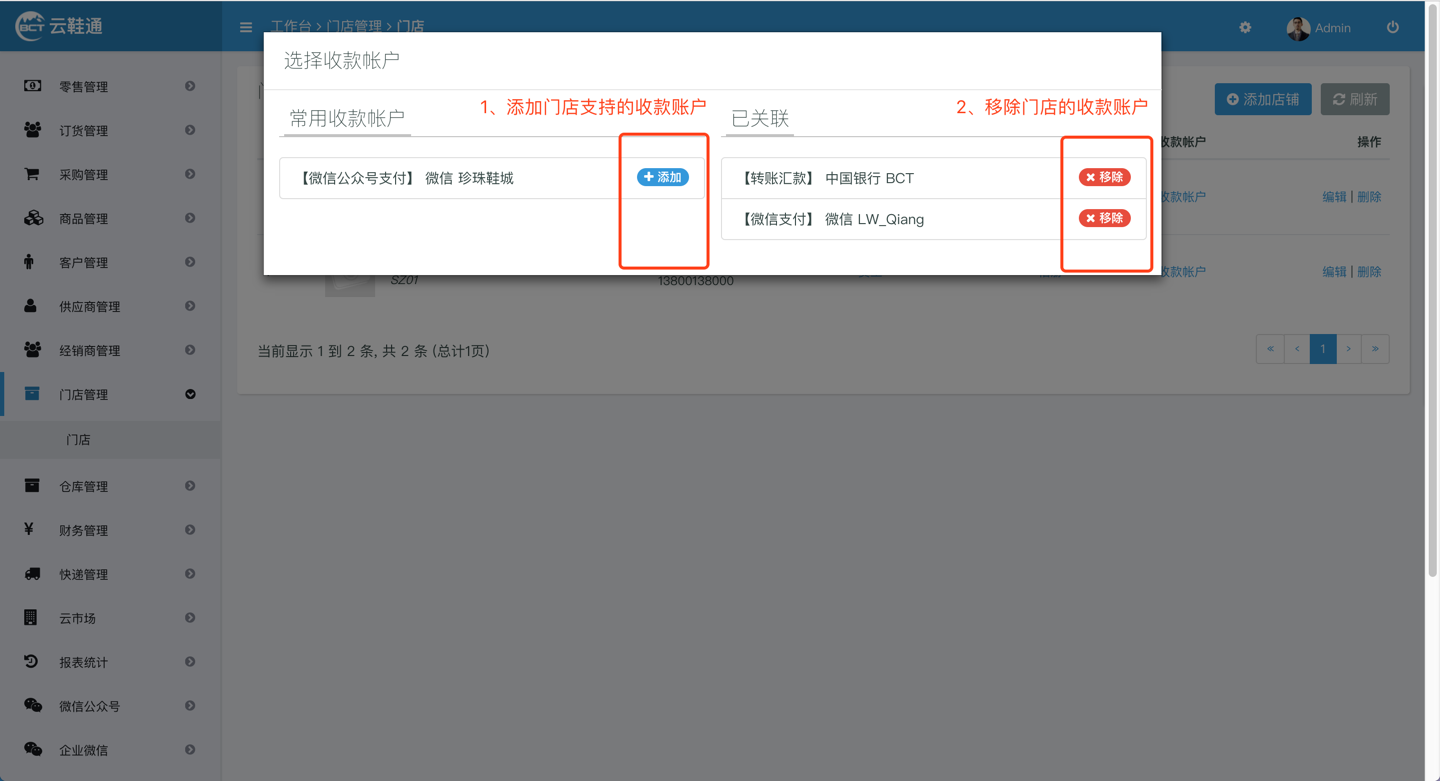 BCT 云鞋通
工作台 > 门店管理 > 门店
Admin
零售管理
订货管理
采购管理
商品管理
客户管理
供应商管理
经销商管理
门店管理
门店
仓库管理
财务管理
快递管理
云市场
报表统计
微信公众号
企业微信
选择收款帐户
1、添加门店支持的收款账户
2、移除门店的收款账户
常用收款帐户
已关联
【微信公众号支付】 微信 珍珠鞋城
添加
【转账汇款】 中国银行 BCT
移除
【微信支付】 微信 LW_Qiang
移除
添加店铺
刷新
收款帐户
操作
收款帐户
编辑 | 删除
SZ01
13800138000
收款帐户
编辑 | 删除
当前显示 1 到 2 条, 共 2 条 (总计1页)
« ‹ 1 › »